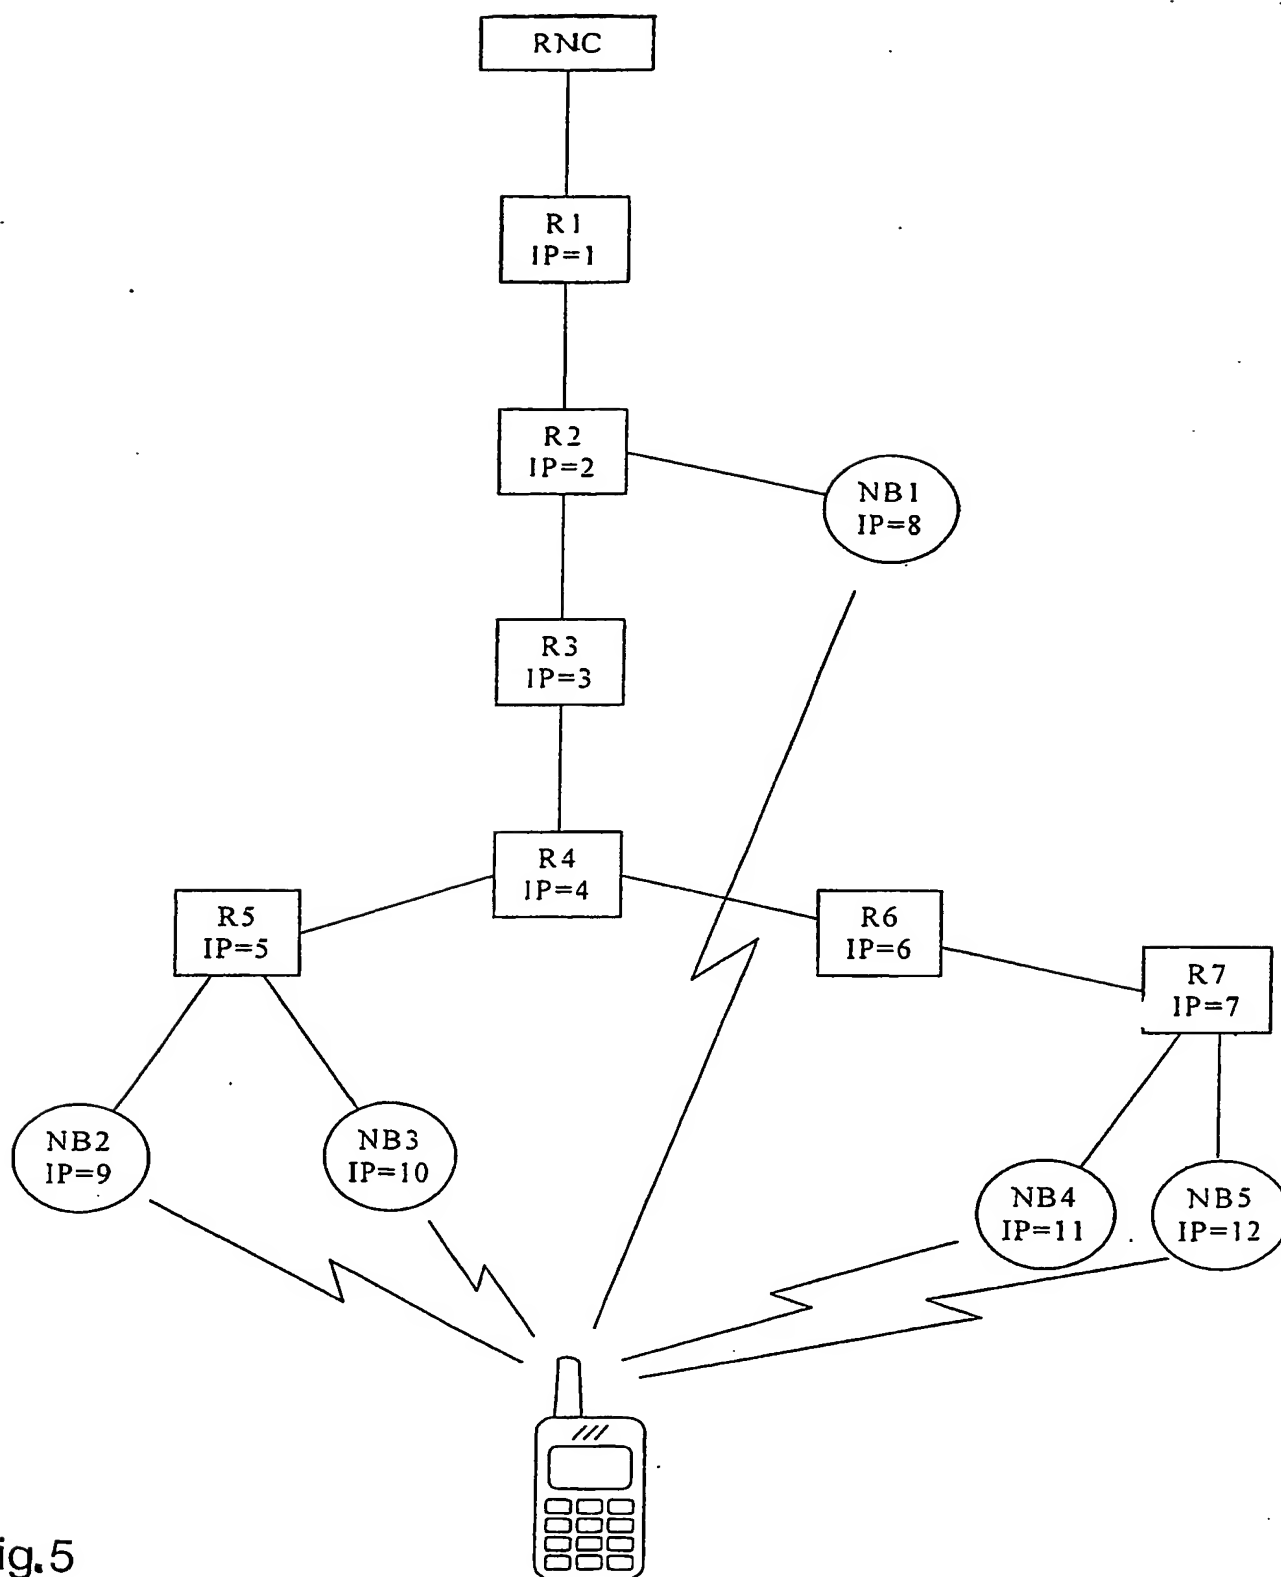 RNC
R1
IP=1
R2
IP=2
NB1
IP=8
R3
IP=3
R4
IP=4
R5
IP=5
R6
IP=6
R7
IP=7
NB2
IP=9
NB3
IP=10
NB4
IP=11
NB5
IP=12
ig.5